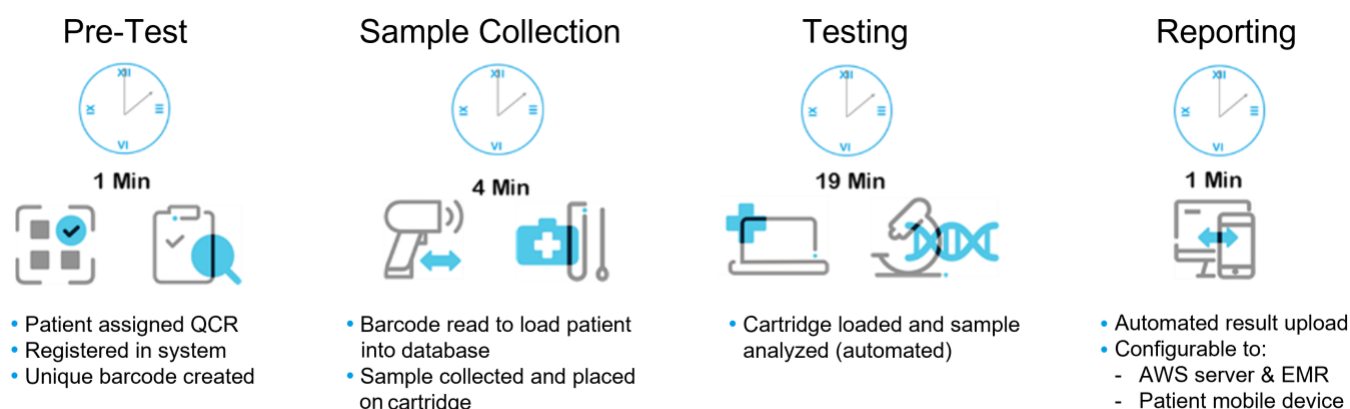 Pre-Test
XII
III
VI
IX
1 Min
• Patient assigned QCR
• Registered in system
• Unique barcode created
Sample Collection
XII
III
VI
IX
4 Min
• Barcode read to load patient
into database
• Sample collected and placed
on cartridge
Testing
XII
III
VI
IX
19 Min
• Cartridge loaded and sample
analyzed (automated)
Reporting
XII
III
VI
IX
1 Min
• Automated result upload
• Configurable to:
- AWS server & EMR
- Patient mobile device